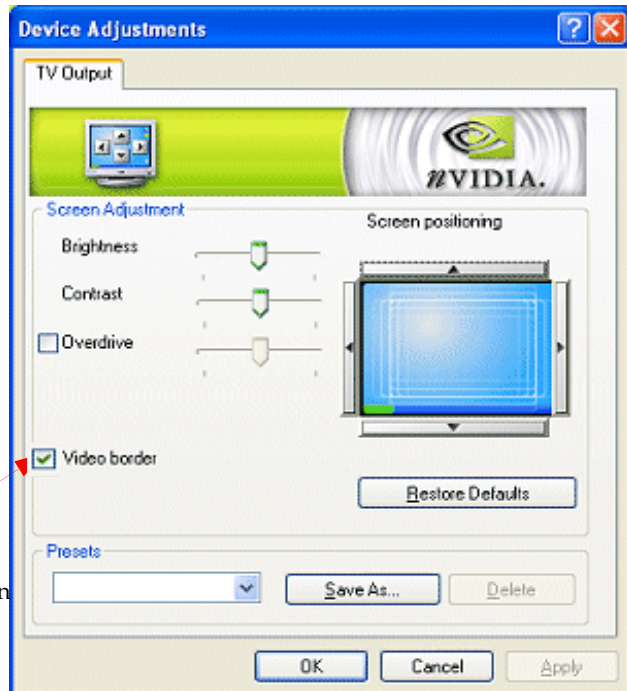 Device Adjustments
TV Output
nVIDIA.
Screen Adjustment
Screen positioning
Brightness
Contrast
Overdrive
Video border
Restore Defaults
Presets
n
Save As...
Delete
OK
Cancel
Apply